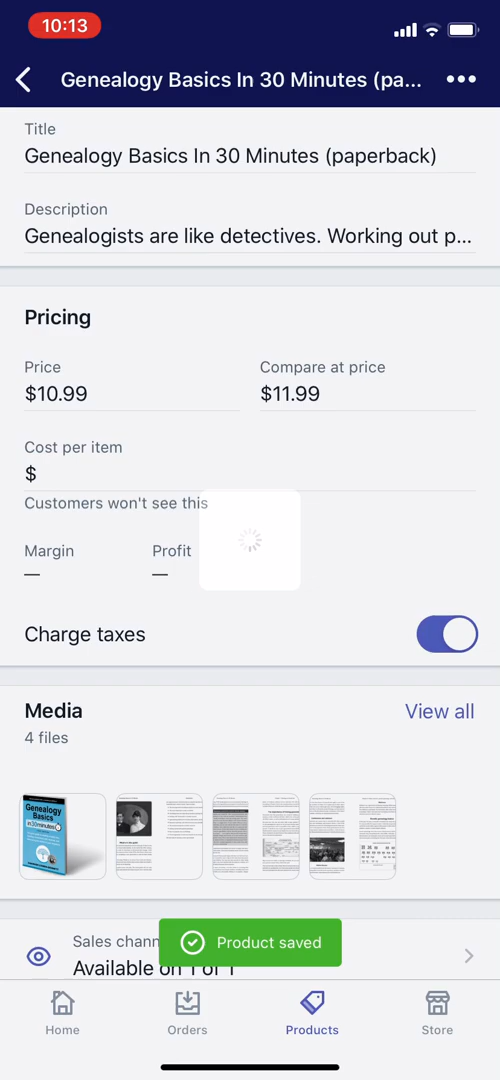 10:13
Genealogy Basics In 30 Minutes (pa...
Title
Genealogy Basics In 30 Minutes (paperback)
Description
Genealogists are like detectives. Working out p...
Pricing
Price
Compare at price
$10.99
$11.99
Cost per item
$
Customers won't see this
Margin
Profit
—
—
Charge taxes
Media
View all
4 files
Genealogy
Basics
in30minutes
Sales chann
Product saved
Available on 1 of 1
Home
Orders
Products
Store